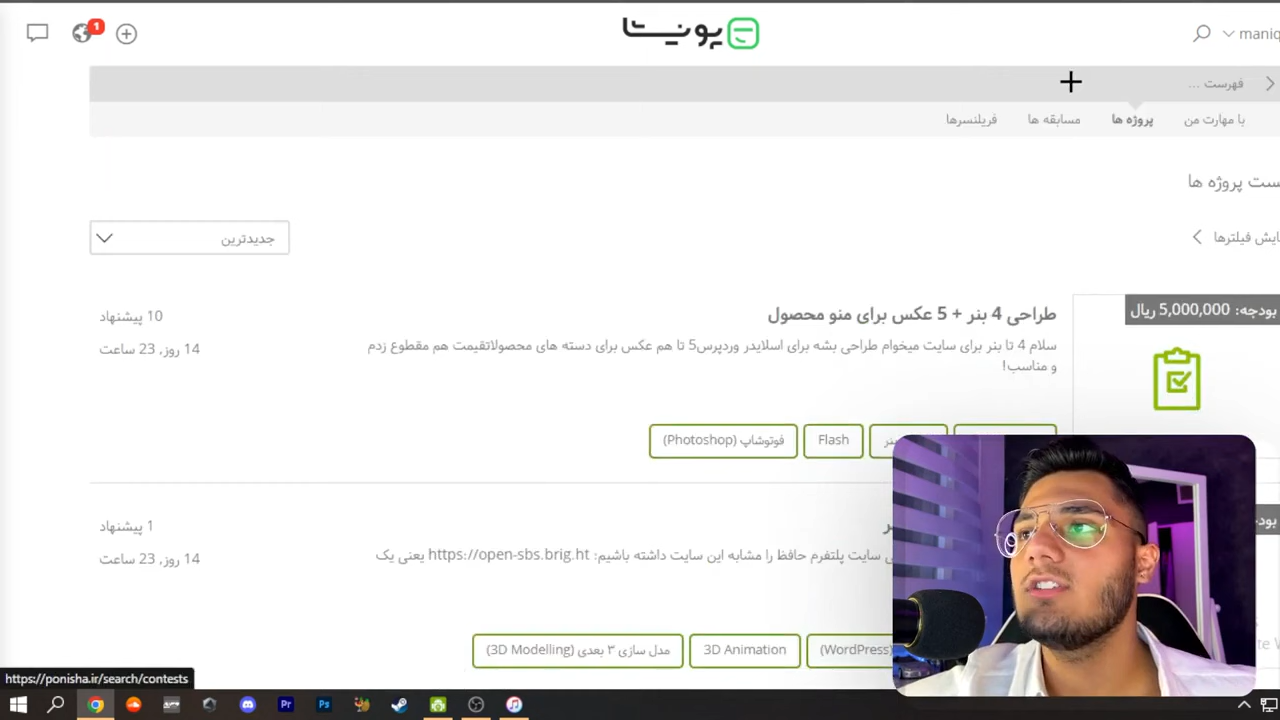 1
پونیشا
maniq
فهرست ...
با مهارت من
پروژه ها
مسابقه ها
فریلنسرها
ست پروژه ها
جدیدترین
ایش فیلترها
بودجه: 5,000,000 ریال
طراحی 4 بنر + 5 عکس برای منو محصول
10 پیشنهاد
سلام 4 تا بنر برای سایت میخوام طراحی بشه برای اسلایدر وردپرس5 تا هم عکس برای دسته های محصولاتقیمت هم مقطوع زدم
و مناسب!
14 روز, 23 ساعت
Flash
فوتوشاپ (Photoshop)
1 پیشنهاد
ی سایت پلتفرم حافظ را مشابه این سایت داشته باشیم: https://open-sbs.brig.ht یعنی یک
14 روز, 23 ساعت
(WordPress)
3D Animation
مدل سازی ۳ بعدی (3D Modelling)
https://ponisha.ir/search/contests
Pr
Ps